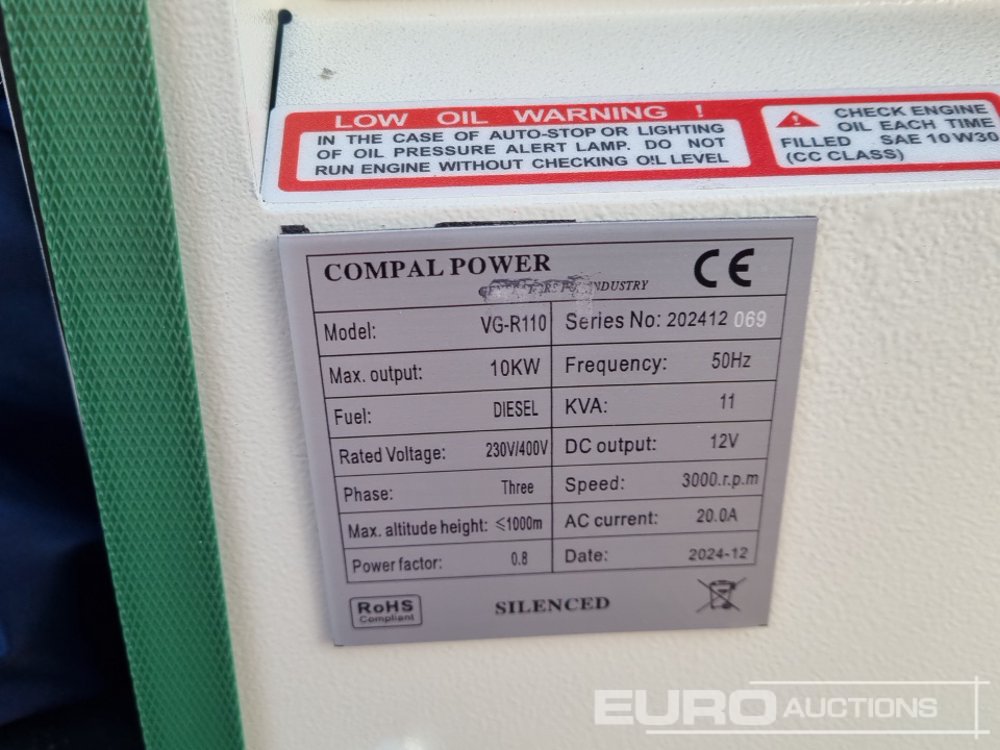 LOW OIL WARNING !
IN THE CASE OF AUTO-STOP OR LIGHTING
OF OIL PRESSURE ALERT LAMP. DO NOT
RUN ENGINE WITHOUT CHECKING OIL LEVEL
CHECK ENGINE
OIL EACH TIME
FILLED SAE 10W30
(CC CLASS)
COMPAL POWER
INDUSTRY
CE
Model: VG-R110
Series No: 202412 069
Max. output: 10KW
Frequency: 50Hz
Fuel: DIESEL
KVA: 11
Rated Voltage: 230V/400V
DC output: 12V
Phase: Three
Speed: 3000.r.p.m
Max. altitude height: ≤1000m
AC current: 20.0A
Power factor: 0.8
Date: 2024-12
RoHS
Compliant
SILENCED
EURO AUCTIONS